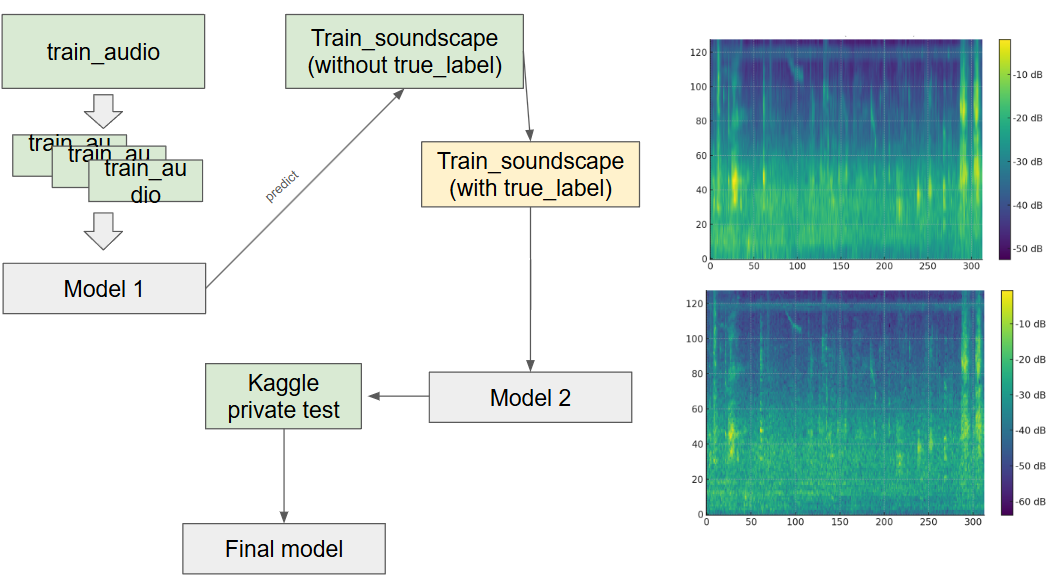 train_audio
train_au
train_au
train_au
dio
Model 1
predict
Train_soundscape
(without true_label)
Train_soundscape
(with true_label)
Model 2
Kaggle
private test
Final model
120
100
80
60
40
20
0
0 50 100 150 200 250 300
-10 dB
-20 dB
-30 dB
-40 dB
-50 dB
120
100
80
60
40
20
0
0 50 100 150 200 250 300
-10 dB
-20 dB
-30 dB
-40 dB
-50 dB
-60 dB